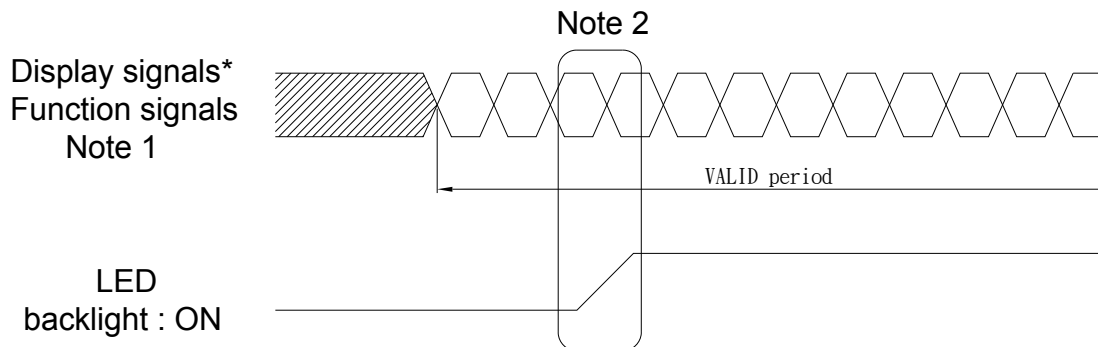 Note 2
Display signals*
Function signals
Note 1
VALID period
LED
backlight : ON